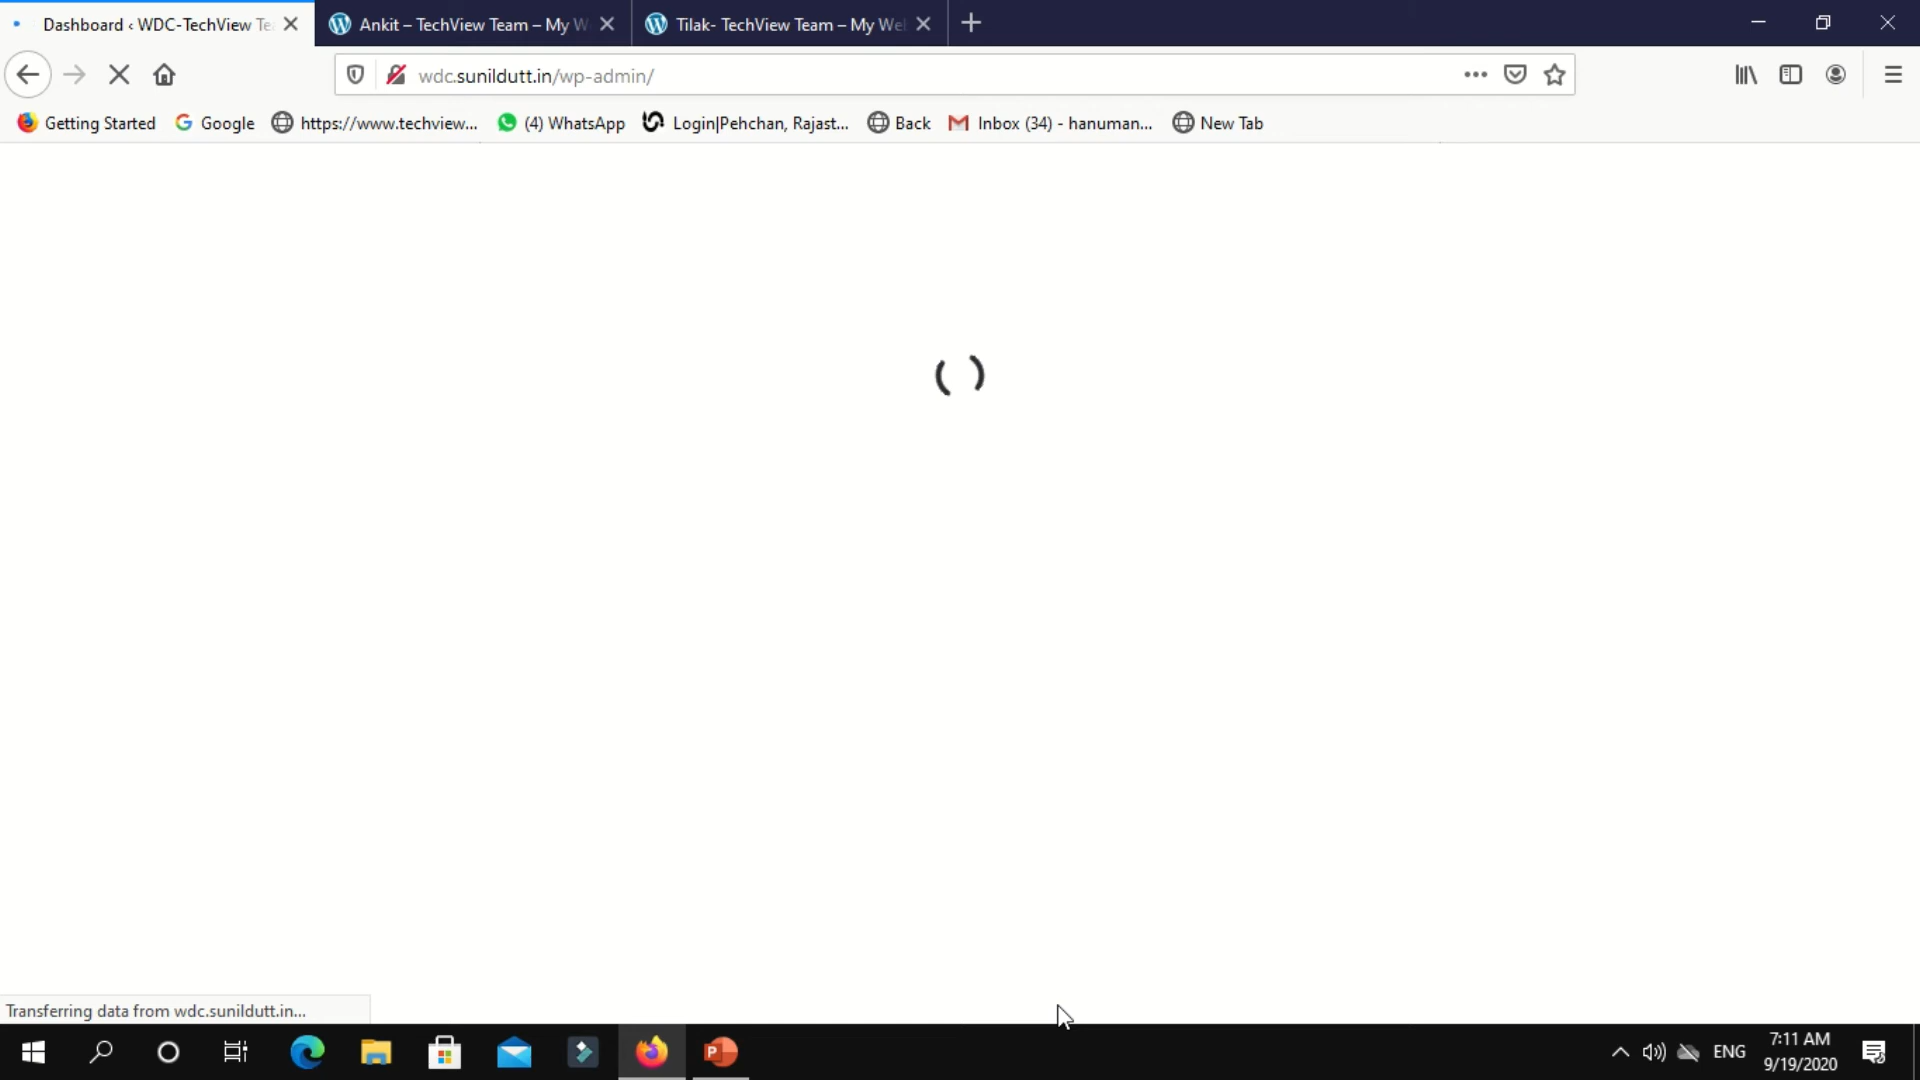 Dashboard ‹ WDC-TechView Te
Ankit – TechView Team – My W
Tilak- TechView Team – My We
wdc.sunildutt.in/wp-admin/
Getting Started
Google
https://www.techview...
(4) WhatsApp
Login|Pehchan, Rajast...
Back
Inbox (34) - hanuman...
New Tab
Transferring data from wdc.sunildutt.in...
ENG
7:11 AM
9/19/2020